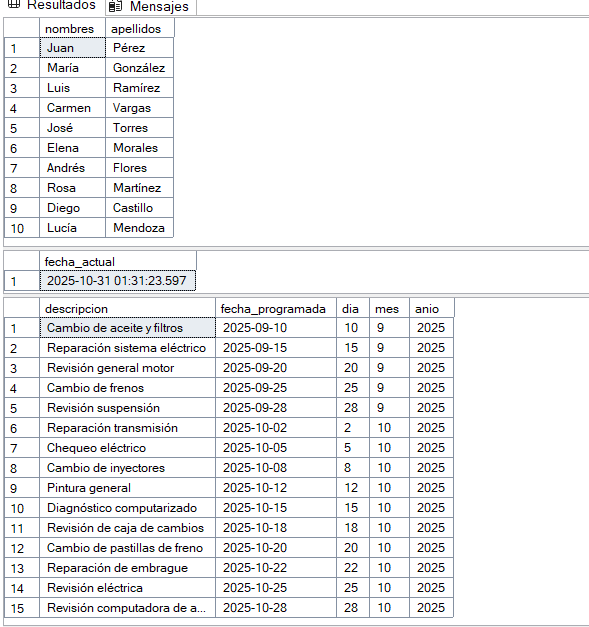 Resultados Mensajes
nombres apellidos
1 Juan Pérez
2 María González
3 Luis Ramírez
4 Carmen Vargas
5 José Torres
6 Elena Morales
7 Andrés Flores
8 Rosa Martínez
9 Diego Castillo
10 Lucía Mendoza
fecha_actual
1 2025-10-31 01:31:23.597
descripcion fecha_programada dia mes anio
1 Cambio de aceite y filtros 2025-09-10 10 9 2025
2 Reparación sistema eléctrico 2025-09-15 15 9 2025
3 Revisión general motor 2025-09-20 20 9 2025
4 Cambio de frenos 2025-09-25 25 9 2025
5 Revisión suspensión 2025-09-28 28 9 2025
6 Reparación transmisión 2025-10-02 2 10 2025
7 Chequeo eléctrico 2025-10-05 5 10 2025
8 Cambio de inyectores 2025-10-08 8 10 2025
9 Pintura general 2025-10-12 12 10 2025
10 Diagnóstico computarizado 2025-10-15 15 10 2025
11 Revisión de caja de cambios 2025-10-18 18 10 2025
12 Cambio de pastillas de freno 2025-10-20 20 10 2025
13 Reparación de embrague 2025-10-22 22 10 2025
14 Revisión eléctrica 2025-10-25 25 10 2025
15 Revisión computadora de a... 2025-10-28 28 10 2025